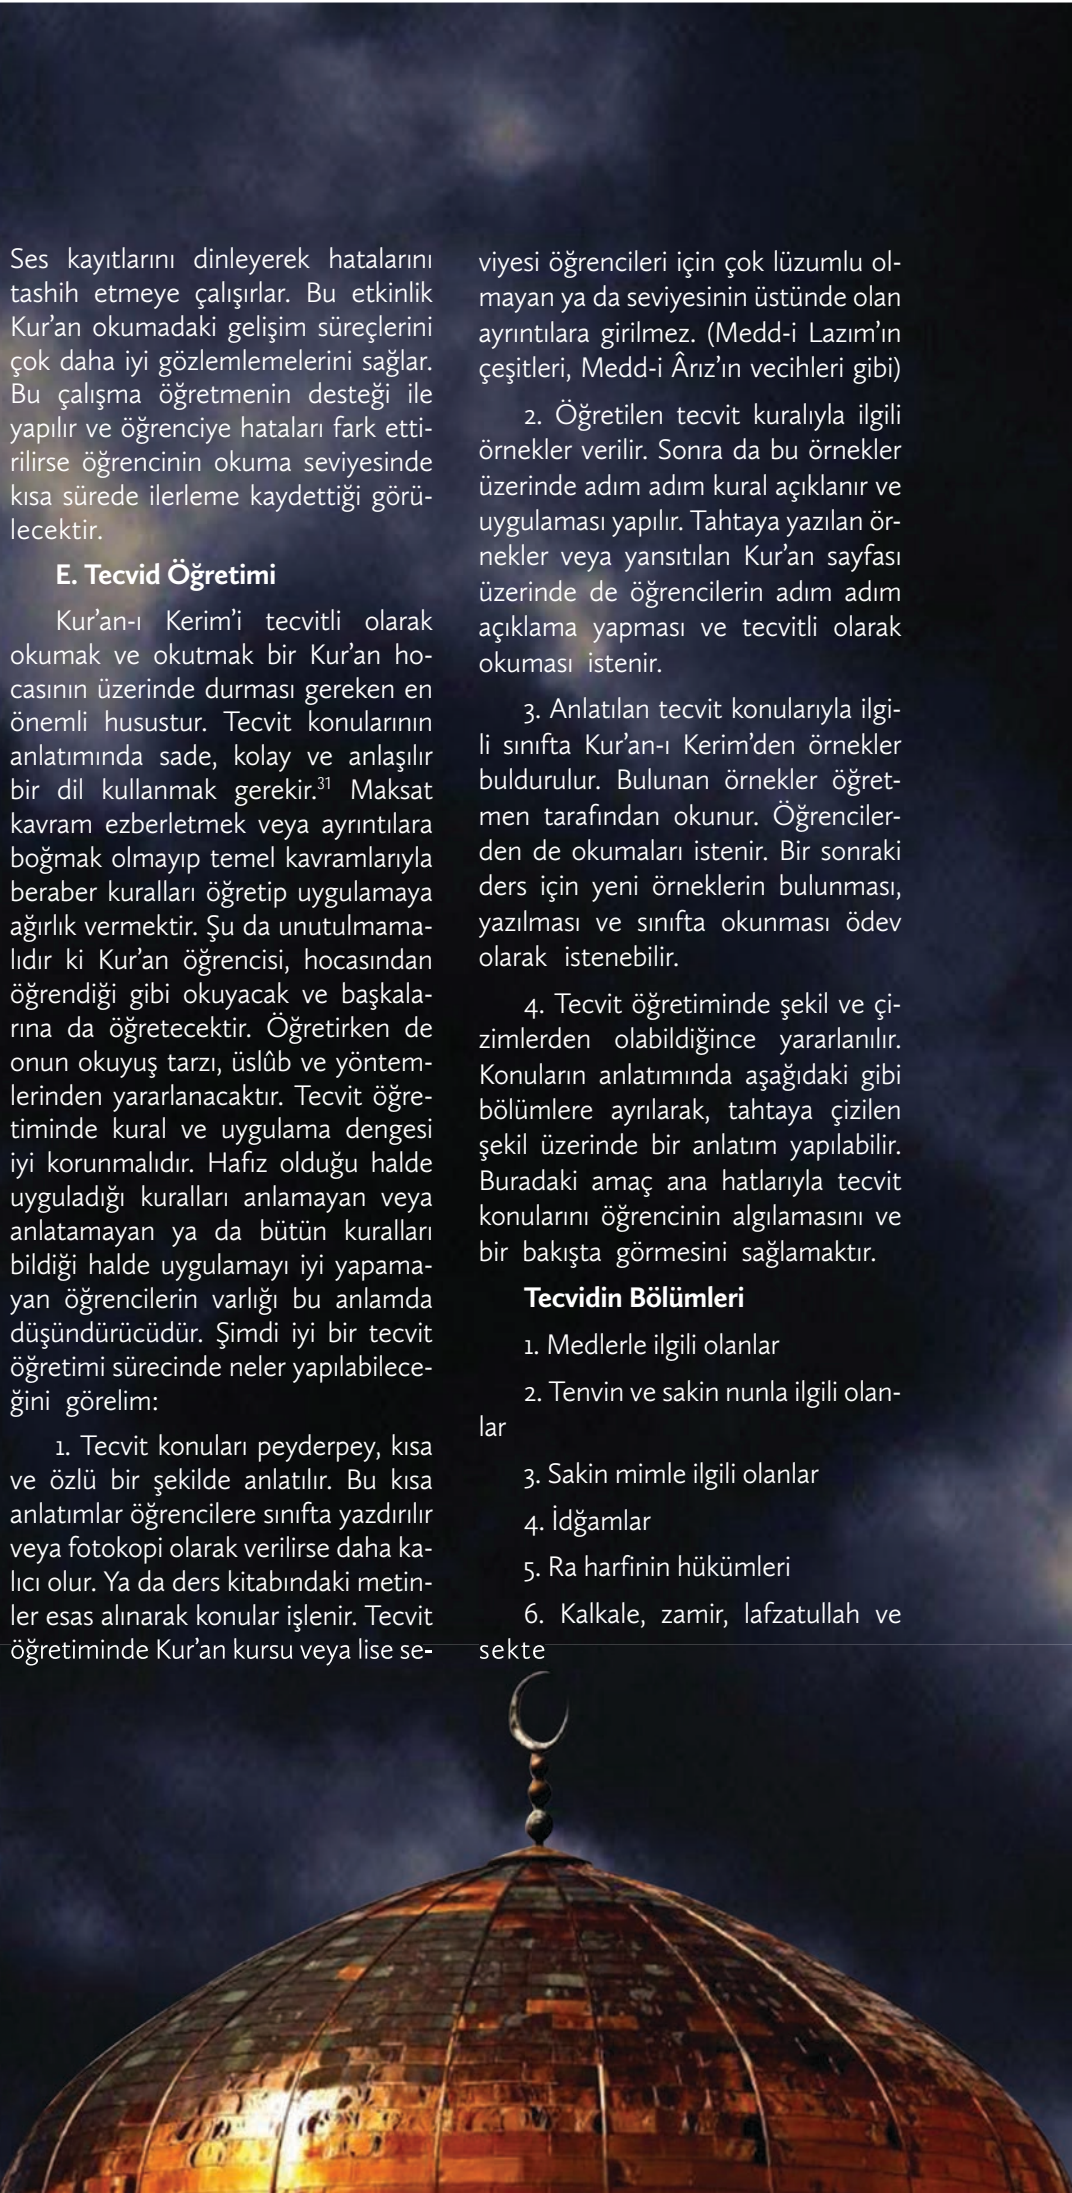 Ses kayıtlarını dinleyerek hatalarını
tashih etmeye çalışırlar. Bu etkinlik
Kur’an okumadaki gelişim süreçlerini
çok daha iyi gözlemlemelerini sağlar.
Bu çalışma öğretmenin desteği ile
yapılır ve öğrenciye hataları fark etti-
rilirse öğrencinin okuma seviyesinde
kısa sürede ilerleme kaydettiği görü-
lecektir.
E. Tecvid Öğretimi
Kur’an-ı Kerim’i tecvitli olarak
okumak ve okutmak bir Kur’an ho-
casının üzerinde durması gereken en
önemli husustur. Tecvit konularının
anlatımında sade, kolay ve anlaşılır
bir dil kullanmak gerekir.31 Maksat
kavram ezberletmek veya ayrıntılara
boğmak olmayıp temel kavramlarıyla
beraber kuralları öğretip uygulamaya
ağırlık vermektir. Şu da unutulmama-
lıdır ki Kur’an öğrencisi, hocasından
öğrendiği gibi okuyacak ve başkala-
rına da öğretecektir. Öğretirken de
onun okuyuş tarzı, üslûb ve yöntem-
lerinden yararlanacaktır. Tecvit öğre-
timinde kural ve uygulama dengesi
iyi korunmalıdır. Hafız olduğu halde
uyguladığı kuralları anlamayan veya
anlatamayan ya da bütün kuralları
bildiği halde uygulamayı iyi yapama-
yan öğrencilerin varlığı bu anlamda
düşündürücüdür. Şimdi iyi bir tecvit
öğretimi sürecinde neler yapılabilece-
ğini görelim:
1. Tecvit konuları peyderpey, kısa
ve özlü bir şekilde anlatılır. Bu kısa
anlatımlar öğrencilere sınıfta yazdırılır
veya fotokopi olarak verilirse daha ka-
lıcı olur. Ya da ders kitabındaki metin-
ler esas alınarak konular işlenir. Tecvit
öğretiminde Kur’an kursu veya lise se-
viyesi öğrencileri için çok lüzumlu ol-
mayan ya da seviyesinin üstünde olan
ayrıntılara girilmez. (Medd-i Lazım’ın
çeşitleri, Medd-i Ârız’ın vecihleri gibi)
2. Öğretilen tecvit kuralıyla ilgili
örnekler verilir. Sonra da bu örnekler
üzerinde adım adım kural açıklanır ve
uygulaması yapılır. Tahtaya yazılan ör-
nekler veya yansıtılan Kur’an sayfası
üzerinde de öğrencilerin adım adım
açıklama yapması ve tecvitli olarak
okuması istenir.
3. Anlatılan tecvit konularıyla ilgi-
li sınıfta Kur’an-ı Kerim’den örnekler
buldurulur. Bulunan örnekler öğret-
men tarafından okunur. Öğrenciler-
den de okumaları istenir. Bir sonraki
ders için yeni örneklerin bulunması,
yazılması ve sınıfta okunması ödev
olarak istenebilir.
4. Tecvit öğretiminde şekil ve çi-
zimlerden olabildiğince yararlanılır.
Konuların anlatımında aşağıdaki gibi
bölümlere ayrılarak, tahtaya çizilen
şekil üzerinde bir anlatım yapılabilir.
Buradaki amaç ana hatlarıyla tecvit
konularını öğrencinin algılamasını ve
bir bakışta görmesini sağlamaktır.
Tecvidin Bölümleri
1. Medlerle ilgili olanlar
2. Tenvin ve sakin nunla ilgili olan-
lar
3. Sakin mimle ilgili olanlar
4. İdğamlar
5. Ra harfinin hükümleri
6. Kalkale, zamir, lafzatullah ve
sekte